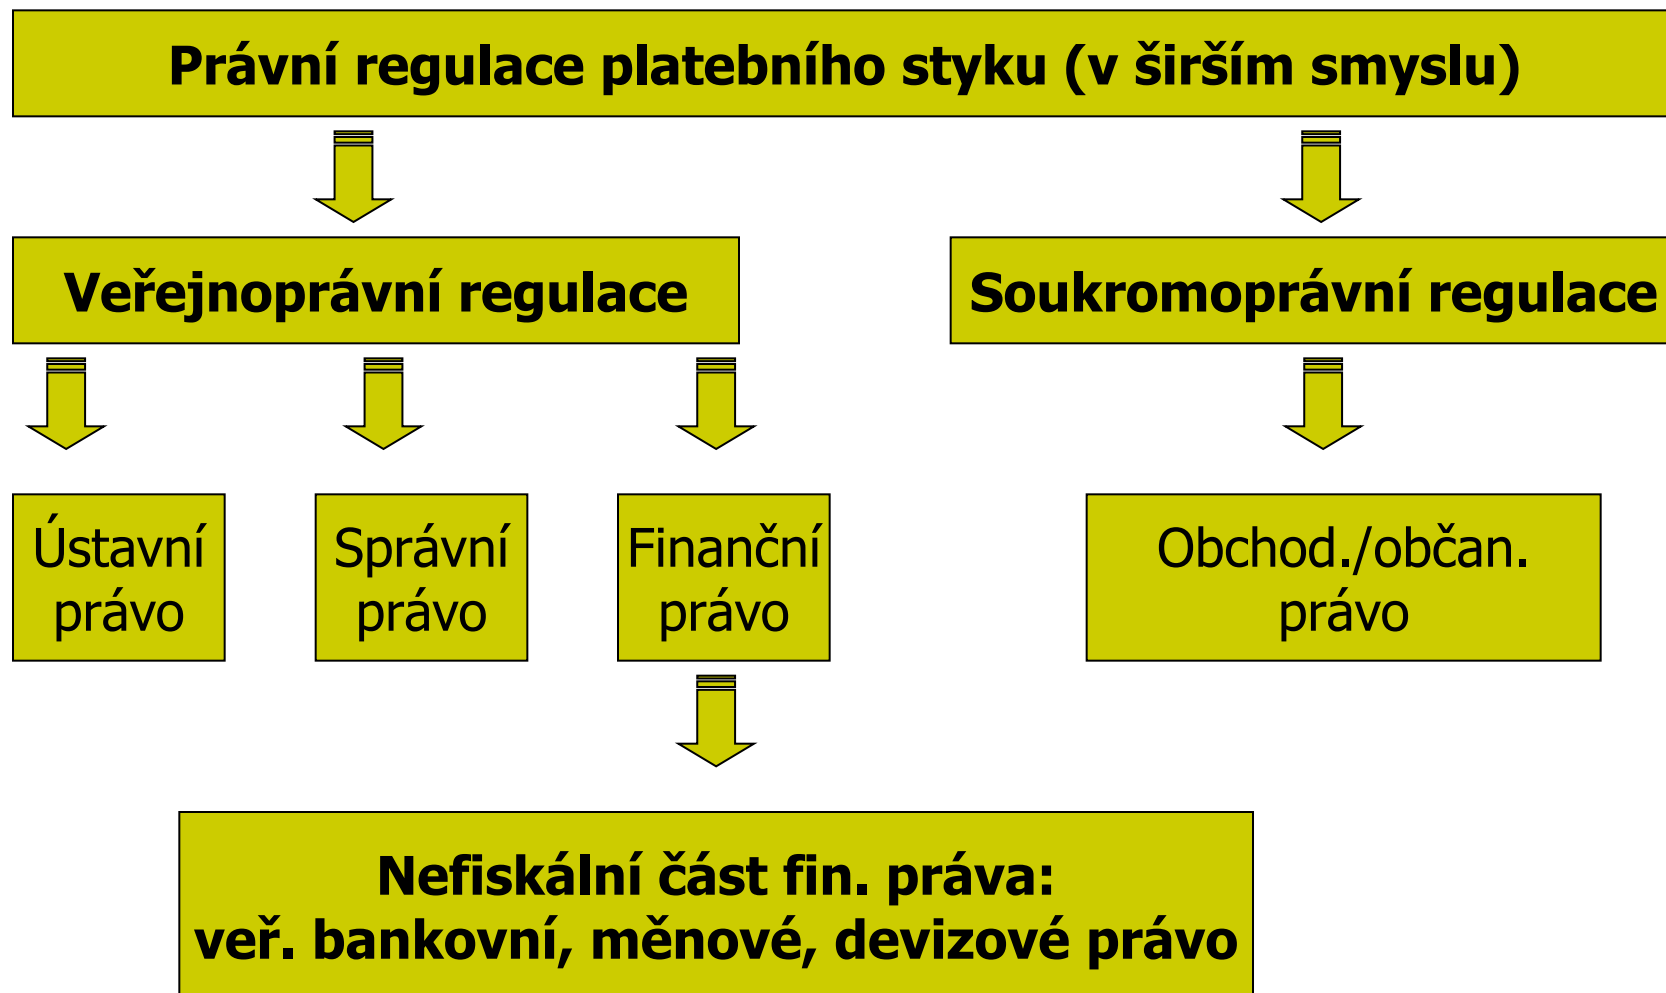 Právní regulace platebního styku (v širším smyslu)
Veřejnoprávní regulace
Soukromoprávní regulace
Ústavní
právo
Správní
právo
Finanční
právo
Obchod./občan.
právo
Nefiskální část fin. práva:
veř. bankovní, měnové, devizové právo